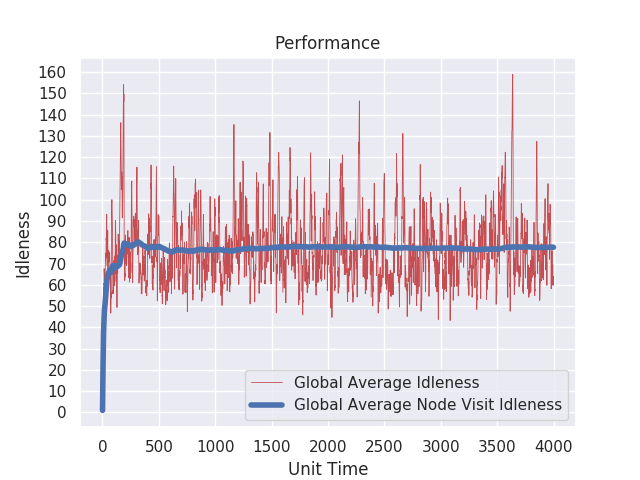 Performance
160
150
140
130
120
110
100
90
80
70
60
50
40
30
20
10
0
Idleness
Global Average Idleness
Global Average Node Visit Idleness
0 500 1000 1500 2000 2500 3000 3500 4000
Unit Time